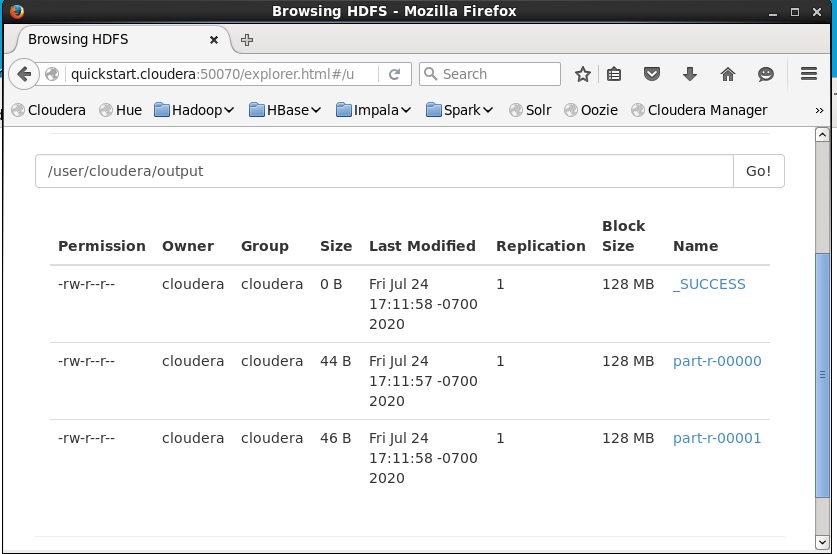 Browsing HDFS - Mozilla Firefox
Browsing HDFS
quickstart.cloudera:50070/explorer.html#/u
Search
Cloudera Hue Hadoop HBase Impala Spark Solr Oozie Cloudera Manager »
/user/cloudera/output Go!
Block
Permission Owner Group Size Last Modified Replication Size Name
-rw-r--r-- cloudera cloudera 0 B Fri Jul 24 1 128 MB _SUCCESS
17:11:58 -0700
2020
-rw-r--r-- cloudera cloudera 44 B Fri Jul 24 1 128 MB part-r-00000
17:11:57 -0700
2020
-rw-r--r-- cloudera cloudera 46 B Fri Jul 24 1 128 MB part-r-00001
17:11:58 -0700
2020